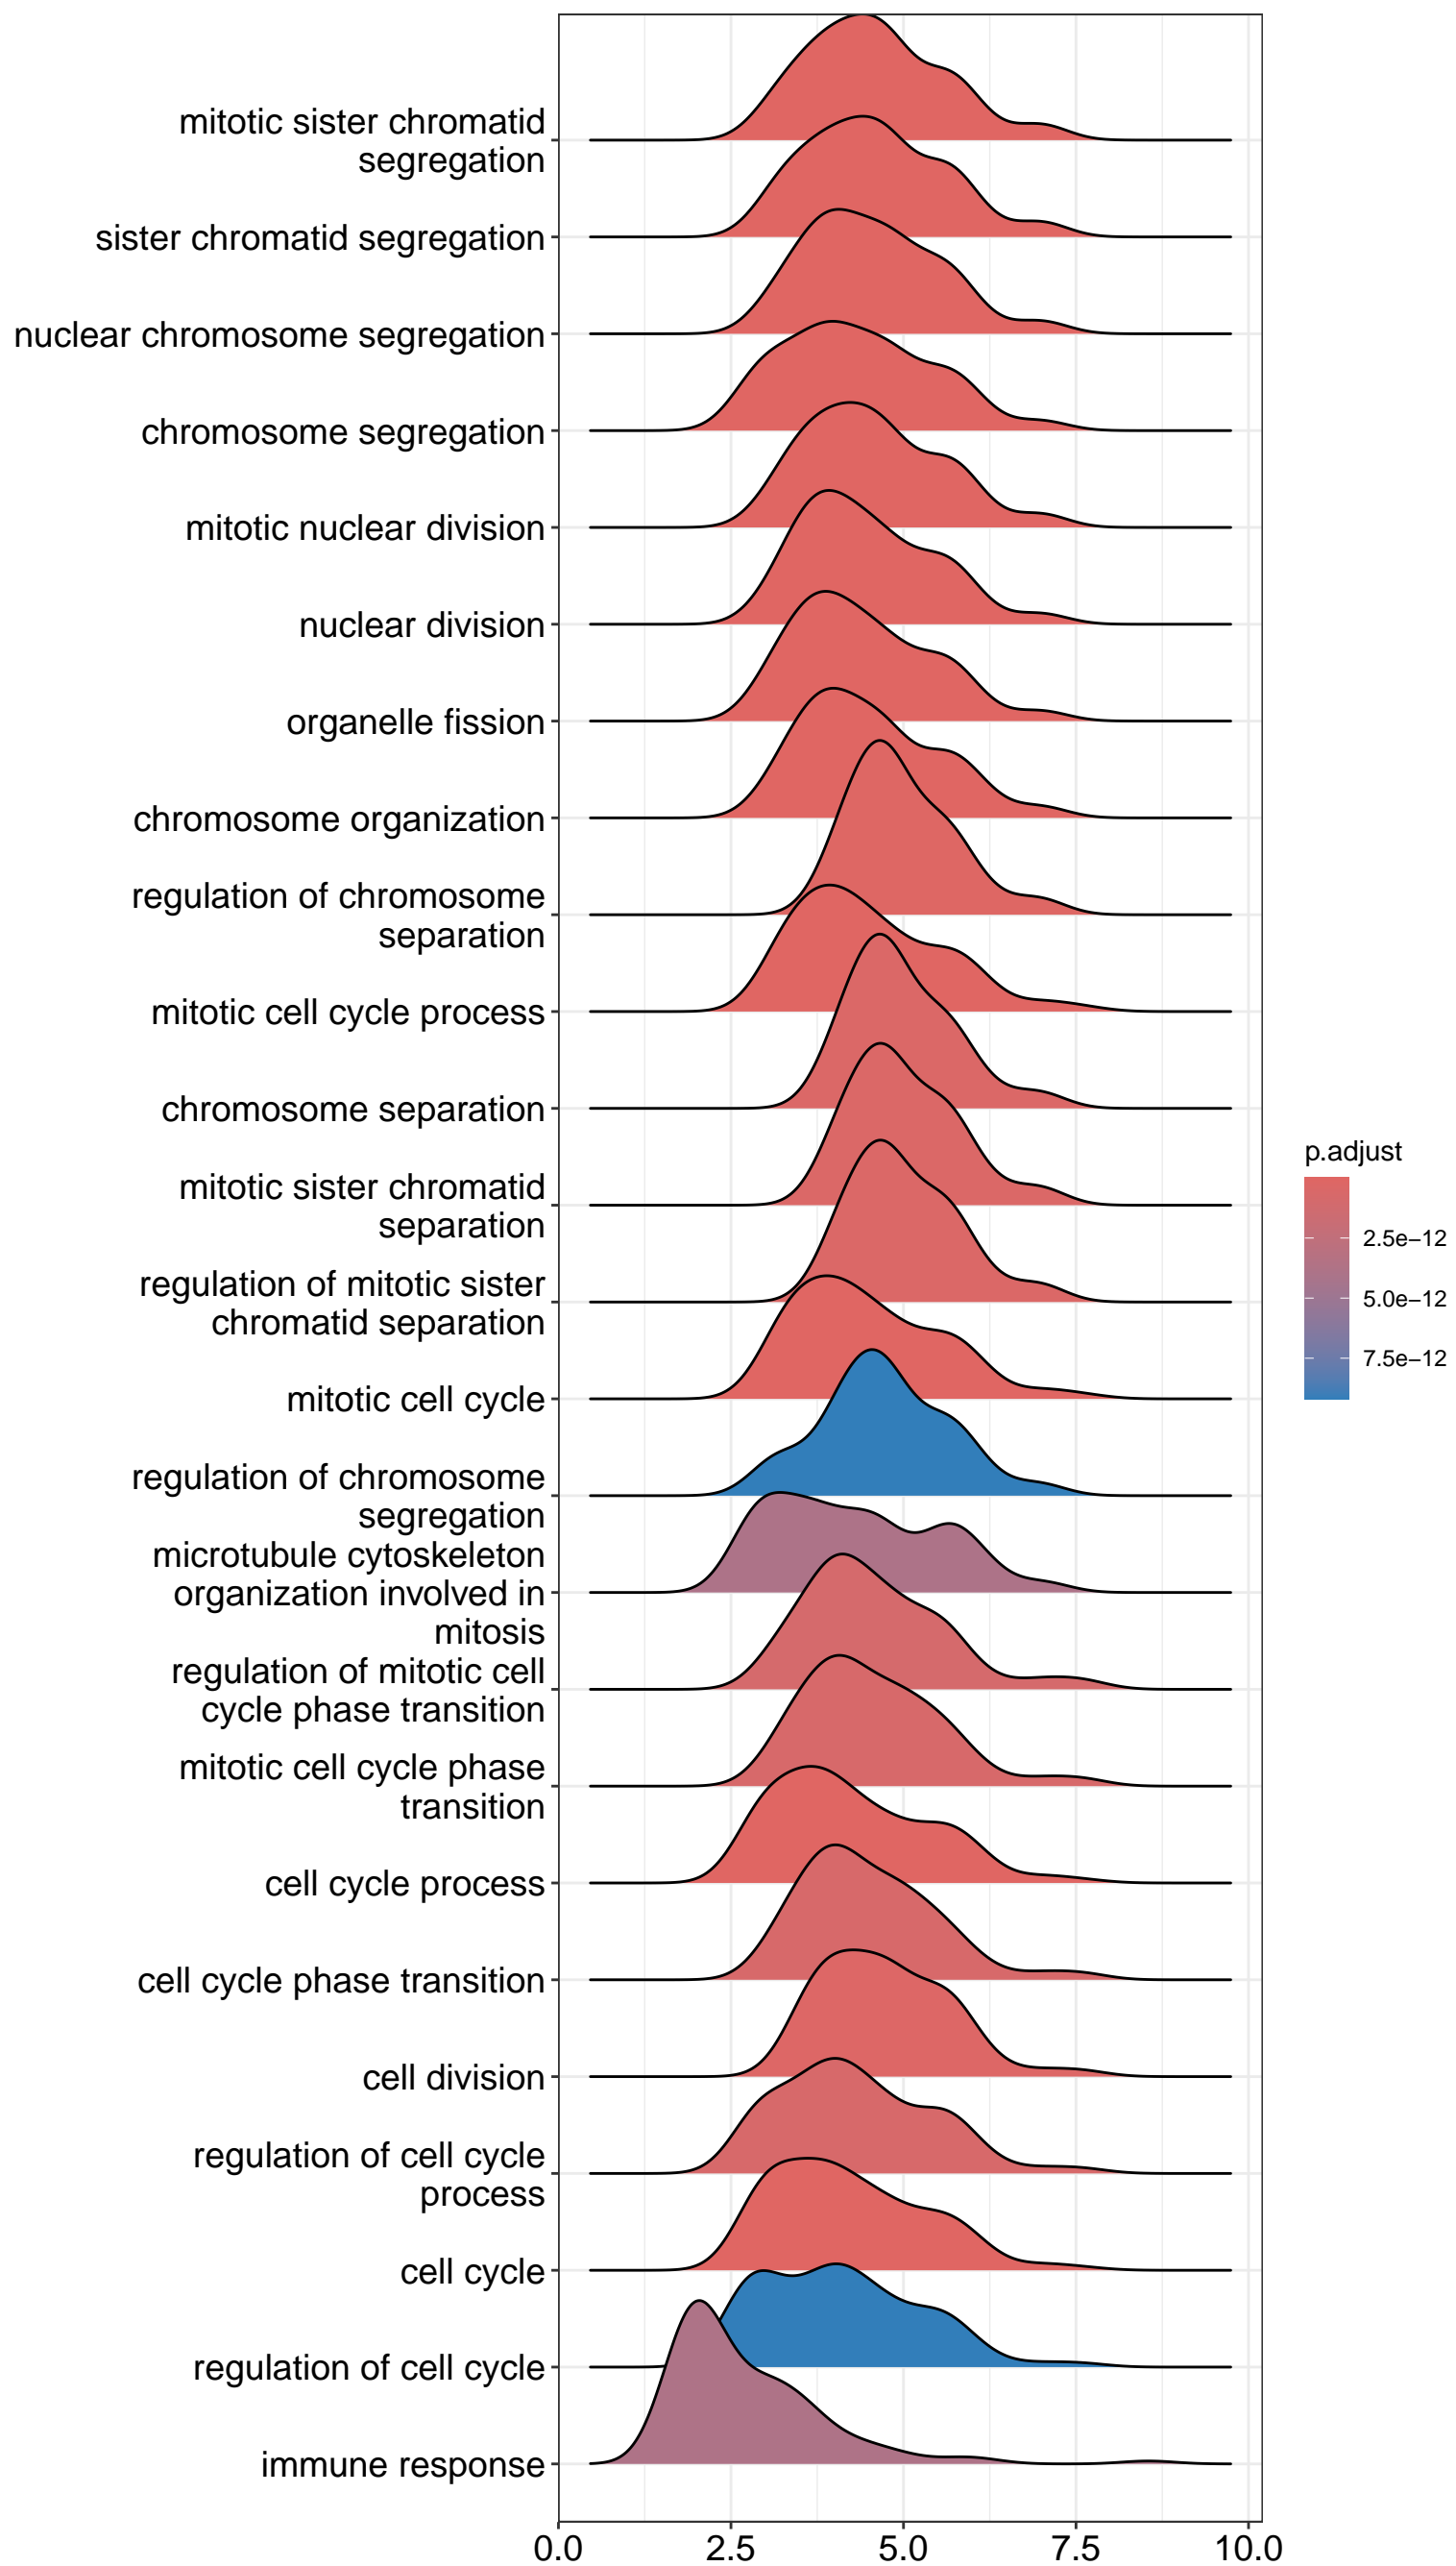 mitotic sister chromatid
segregation
sister chromatid segregation
nuclear chromosome segregation
chromosome segregation
mitotic nuclear division
nuclear division
organelle fission
chromosome organization
regulation of chromosome
separation
mitotic cell cycle process
chromosome separation
mitotic sister chromatid
separation
regulation of mitotic sister
chromatid separation
mitotic cell cycle
regulation of chromosome
segregation
microtubule cytoskeleton
organization involved in
mitosis
regulation of mitotic cell
cycle phase transition
mitotic cell cycle phase
transition
cell cycle process
cell cycle phase transition
cell division
regulation of cell cycle
process
cell cycle
regulation of cell cycle
immune response
0.0 2.5 5.0 7.5 10.0
p.adjust
2.5e−12
5.0e−12
7.5e−12